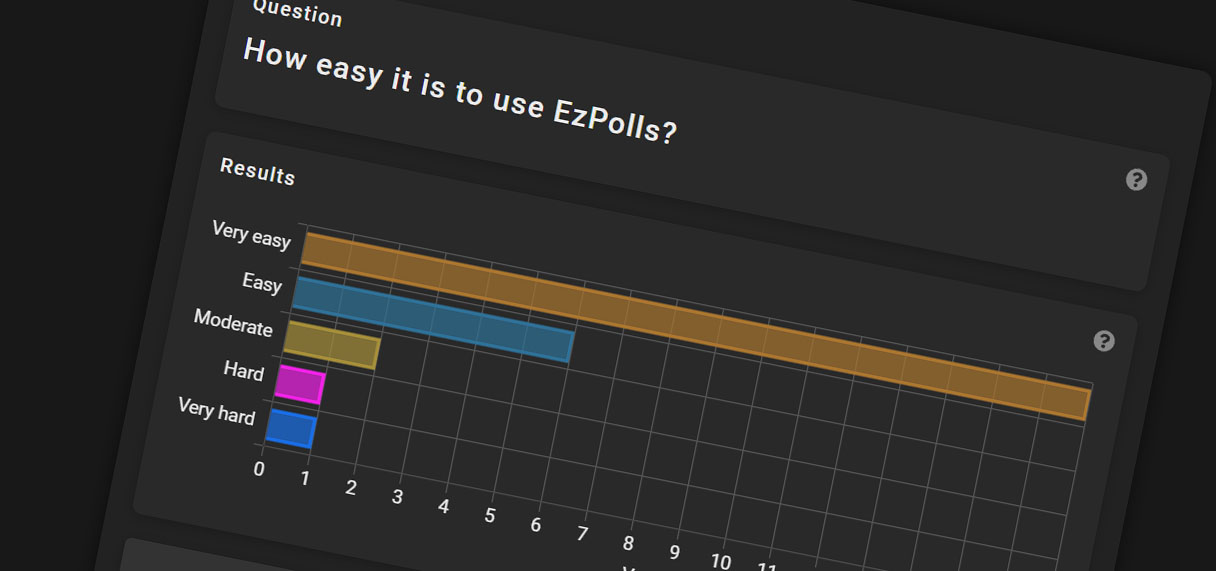 Question
How easy it is to use EzPolls?
Results
Very easy
Easy
Moderate
Hard
Very hard
0 1 2 3 4 5 6 7 8 9 10 11